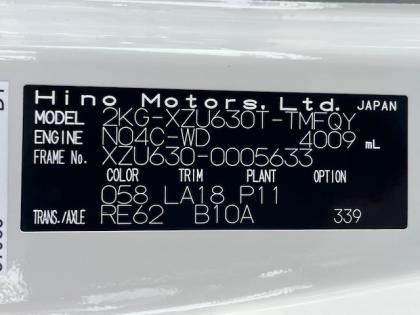 Hino Motors, Ltd. JAPAN
MODEL 2KG-XZU630T-TMFQY
ENGINE N04C-WD 4009 mL
FRAME No. XZU630-0005633
COLOR TRIM PLANT OPTION
058 LA18 P11
TRANS./AXLE RE62 B10A 339